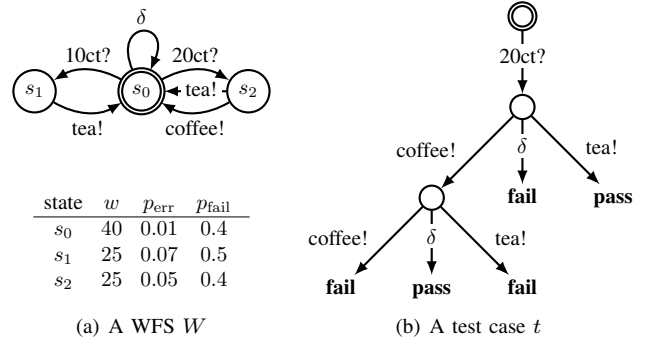 δ
10ct?
20ct?
s₁
s₀
tea!
s₂
tea!
coffee!
state w p_err p_fail
s₀ 40 0.01 0.4
s₁ 25 0.07 0.5
s₂ 25 0.05 0.4
(a) A WFS W
20ct?
coffee!
δ
tea!
fail
pass
coffee!
δ
tea!
fail
pass
fail
(b) A test case t